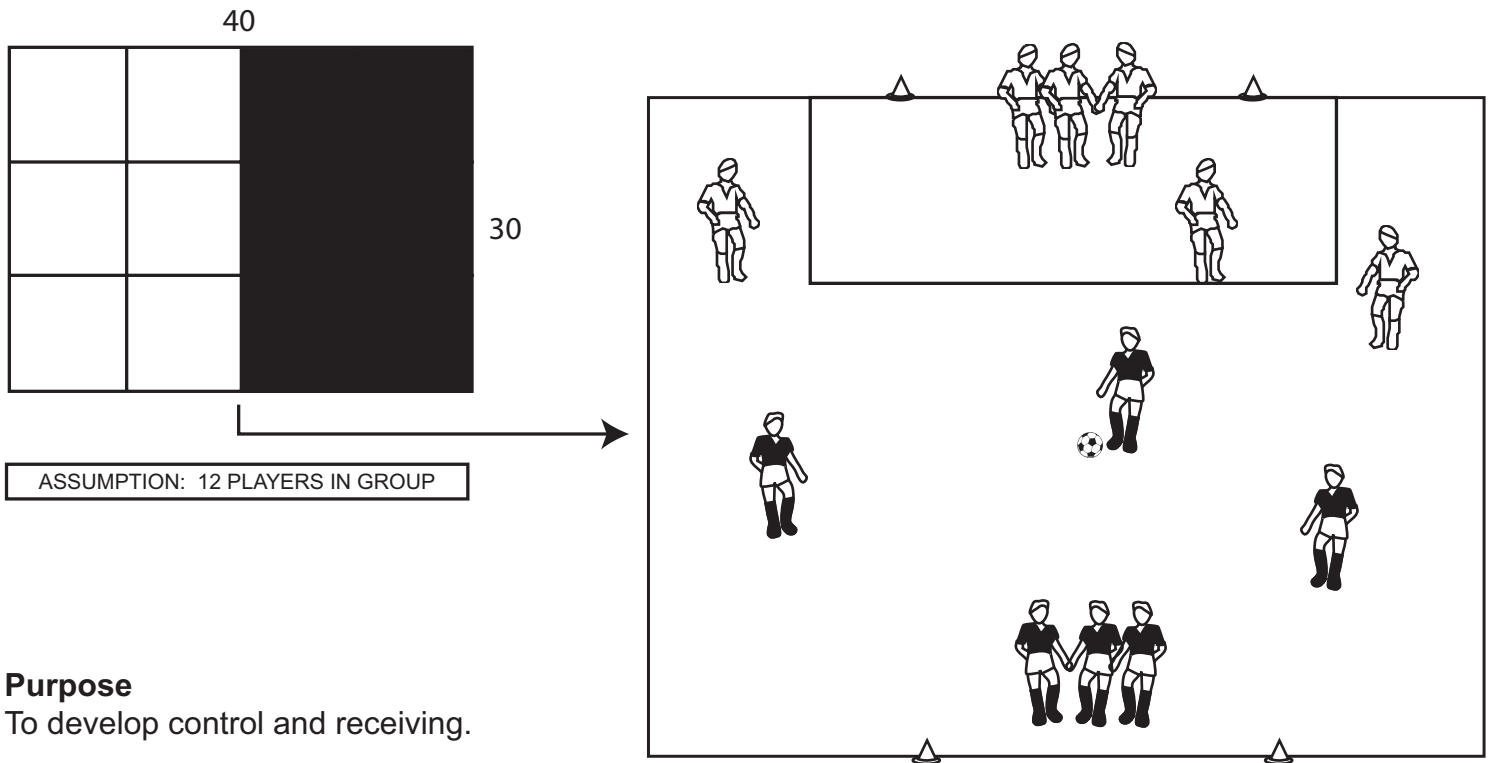 40
30
ASSUMPTION: 12 PLAYERS IN GROUP
Purpose
To develop control and receiving.